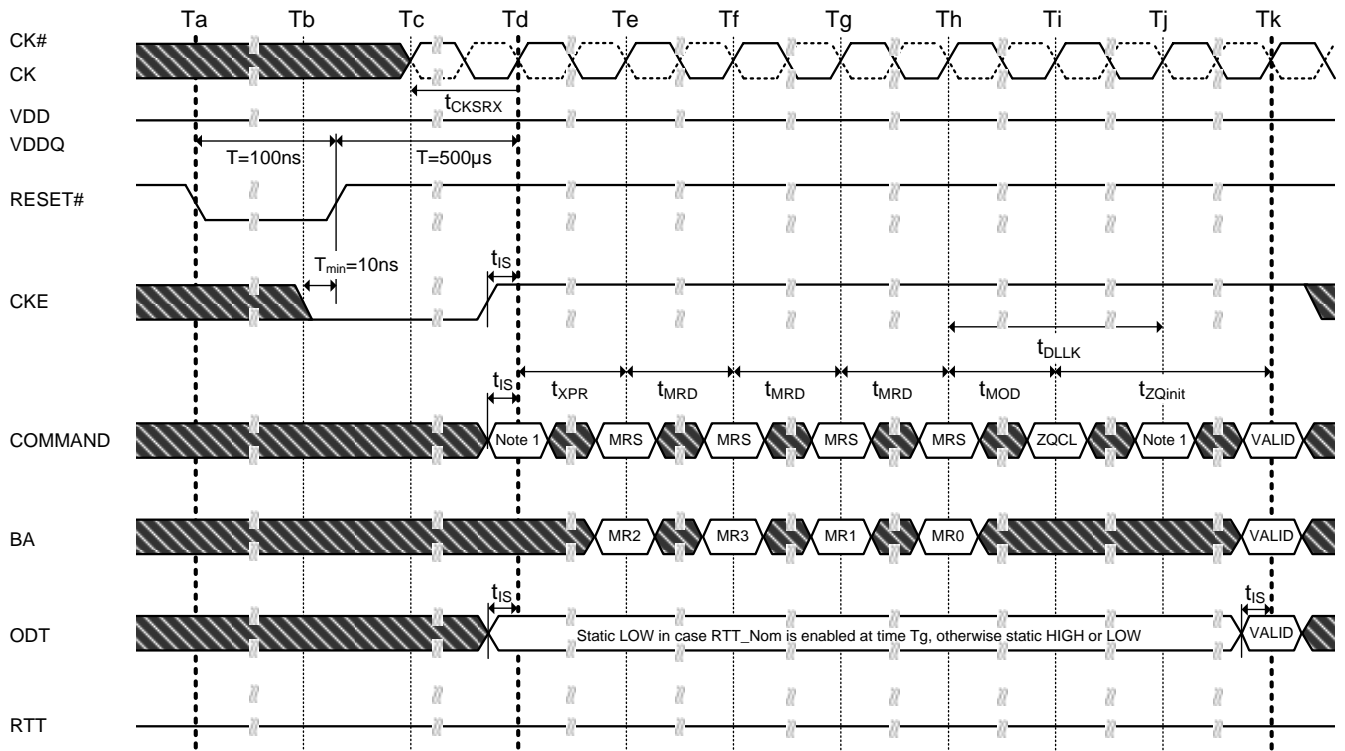 Ta Tb Tc Td Te Tf Tg Th Ti Tj Tk
CK#
CK
tCKSRX
VDD
VDDQ
T=100ns T=500µs
RESET#
Tmin=10ns tIS
CKE
tDLLK
tIS tXPR tMRD tMRD tMRD tMOD tZQinit
COMMAND Note 1 MRS MRS MRS MRS ZQCL Note 1 VALID
BA MR2 MR3 MR1 MR0 VALID
tIS tIS
ODT Static LOW in case RTT_Nom is enabled at time Tg, otherwise static HIGH or LOW VALID
RTT